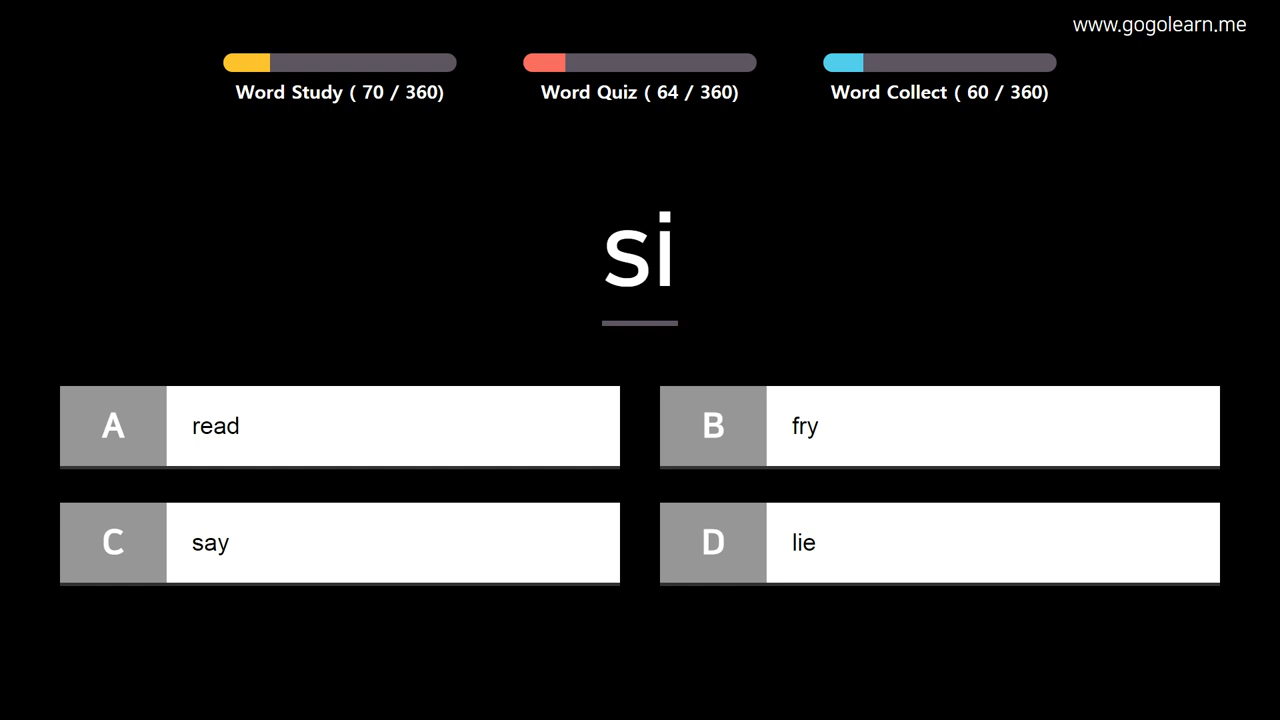 www.gogolearn.me
Word Study ( 70 / 360)
Word Quiz ( 64 / 360)
Word Collect ( 60 / 360)
si
A read
B fry
C say
D lie